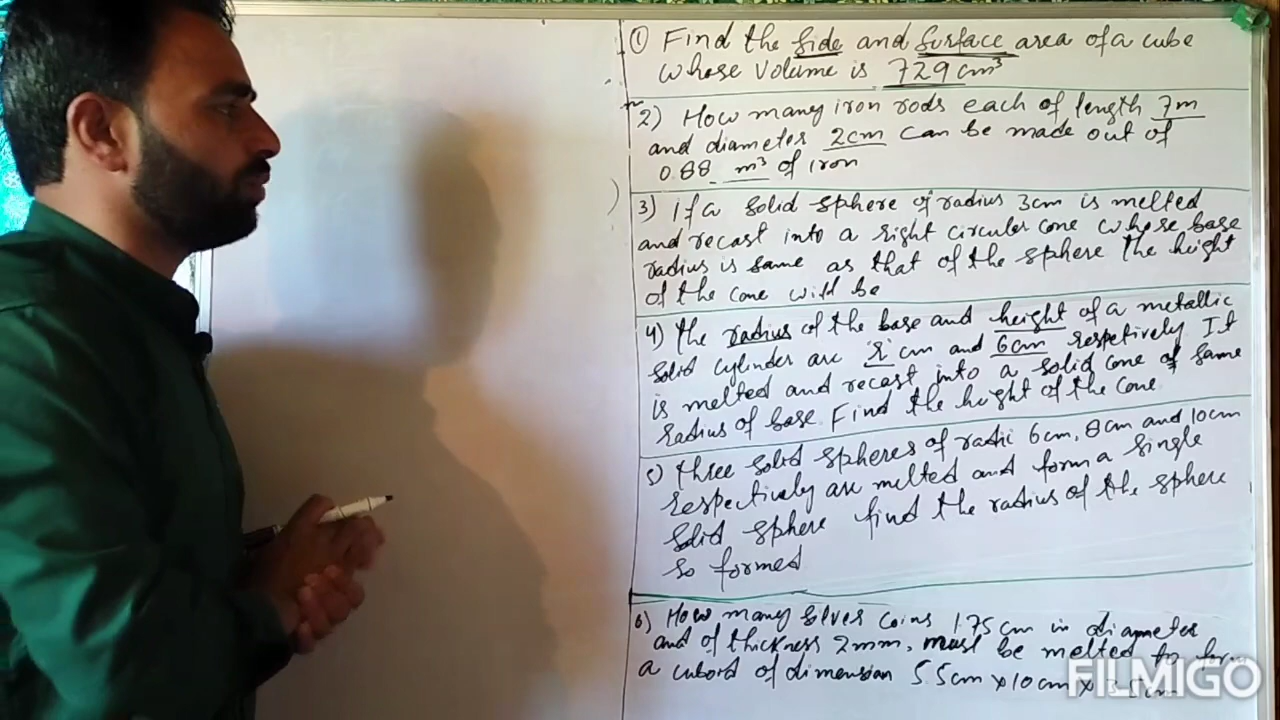 ① Find the side and surface area of a cube
whose volume is 729 cm³
2) How many iron rods each of length 7m
and diameter 2cm can be made out of
0.88 m³ of iron
3) If a solid sphere of radius 3cm is melted
and recast into a right circular cone whose base
radius is same as that of the sphere the height
of the cone will be
4) the radius of the base and height of a metallic
solid cylinder are r cm and 6cm respetively It
is melted and recast into a solid cone of same
radius of base. Find the height of the cone
5) three solid spheres of radii 6cm, 8cm and 10cm
respectively are melted and form a single
solid sphere find the radius of the sphere
so formed
6) How many silver coins 1.75 cm in diameter
and of thickness 2mm, must be melted to form
a cuboid of dimension 5.5cm × 10cm × 3.5cm
FILMIGO